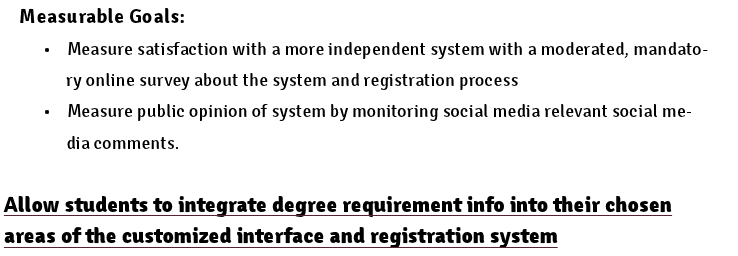 Measurable Goals:
• Measure satisfaction with a more independent system with a moderated, mandato-
ry online survey about the system and registration process
• Measure public opinion of system by monitoring social media relevant social me-
dia comments.
Allow students to integrate degree requirement info into their chosen
areas of the customized interface and registration system